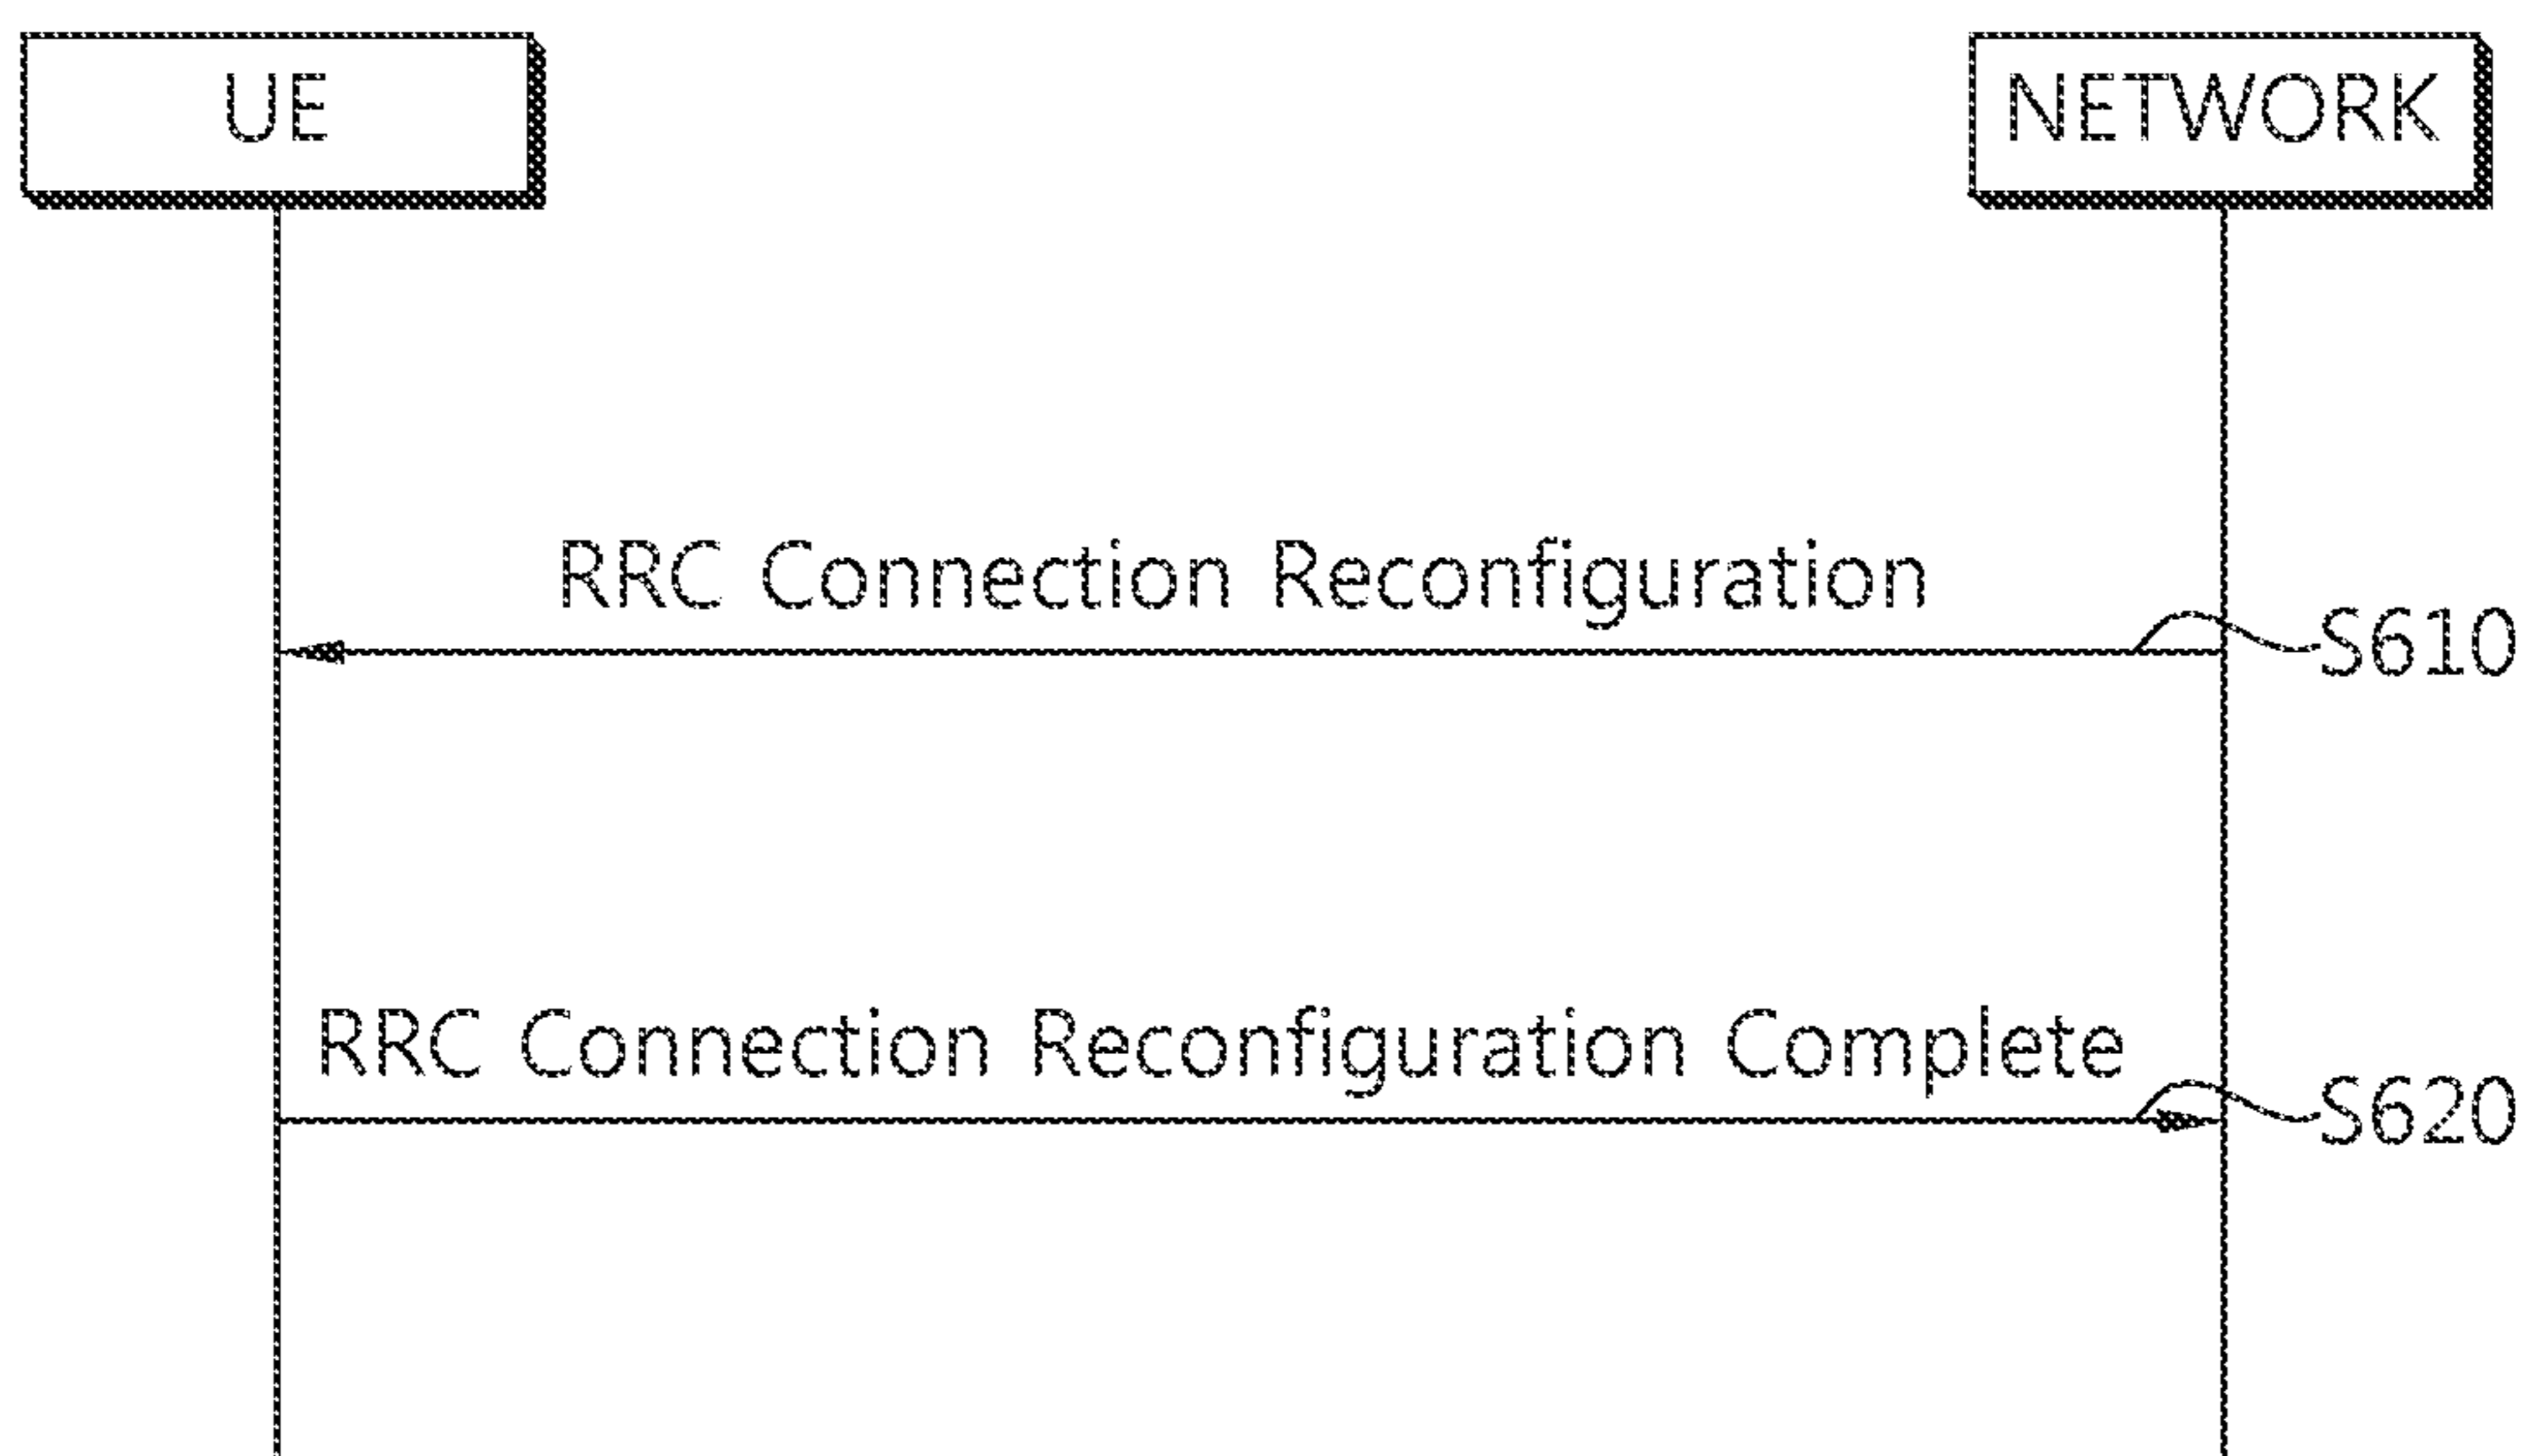 UE
NETWORK
RRC Connection Reconfiguration
S610
RRC Connection Reconfiguration Complete
S620